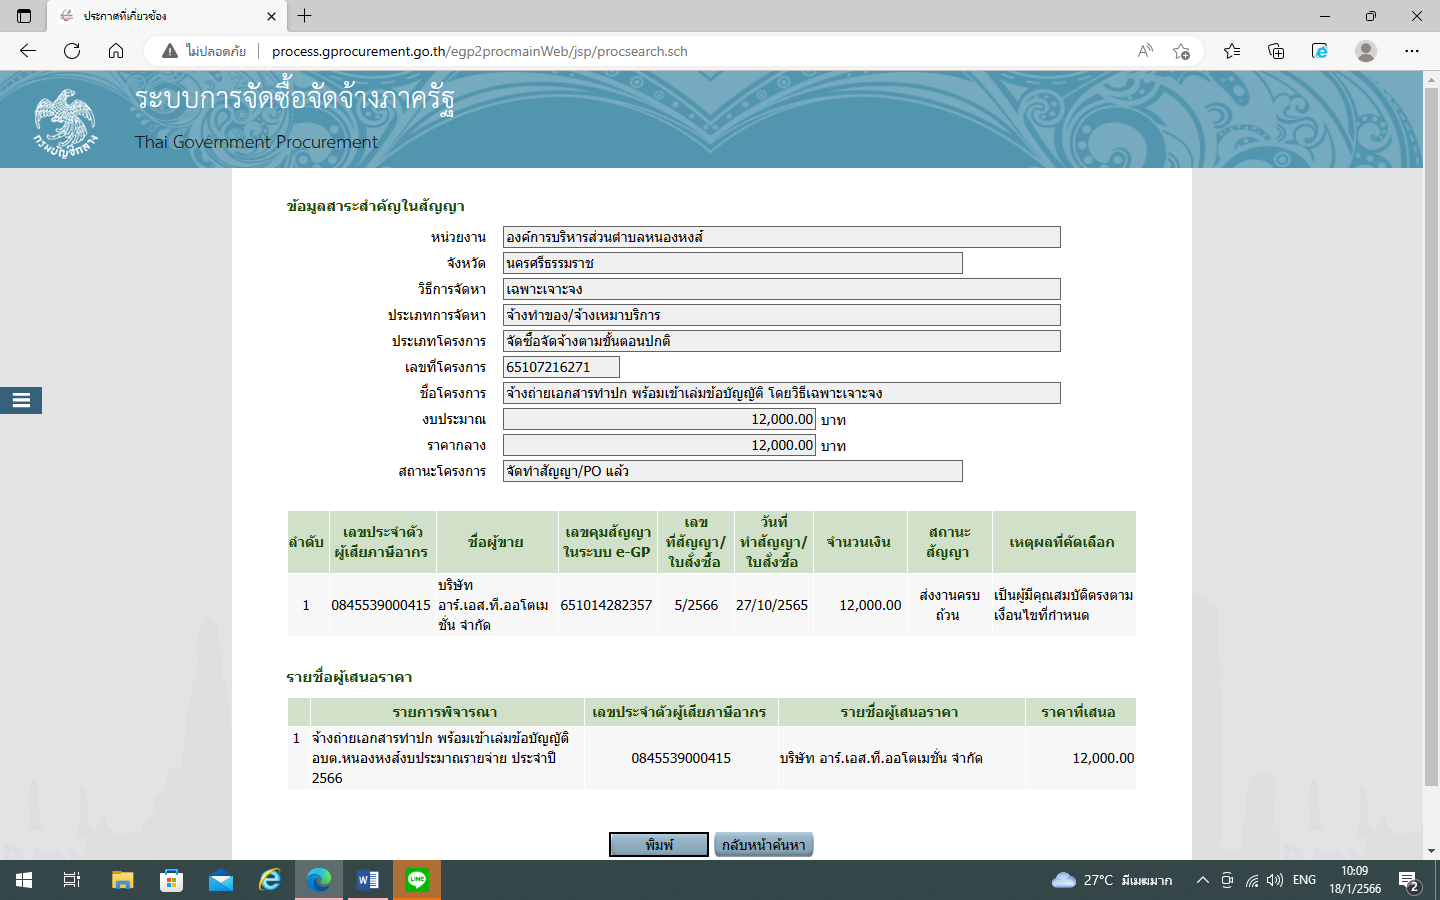 ประกาศที่เกี่ยวข้อง
ไม่ปลอดภัย
process.gprocurement.go.th/egp2procmainWeb/jsp/procsearch.sch
ระบบการจัดซื้อจัดจ้างภาครัฐ
Thai Government Procurement
กรมบัญชีกลาง
ข้อมูลสาระสำคัญในสัญญา
หน่วยงาน องค์การบริหารส่วนตำบลหนองหงส์
จังหวัด นครศรีธรรมราช
วิธีการจัดหา เฉพาะเจาะจง
ประเภทการจัดหา จ้างทำของ/จ้างเหมาบริการ
ประเภทโครงการ จัดซื้อจัดจ้างตามขั้นตอนปกติ
เลขที่โครงการ 65107216271
ชื่อโครงการ จ้างถ่ายเอกสารทำปก พร้อมเข้าเล่มข้อบัญญัติ โดยวิธีเฉพาะเจาะจง
งบประมาณ 12,000.00 บาท
ราคากลาง 12,000.00 บาท
สถานะโครงการ จัดทำสัญญา/PO แล้ว
ลำดับ
เลขประจำตัว
ผู้เสียภาษีอากร
ชื่อผู้ขาย
เลขคุมสัญญา
ในระบบ e-GP
เลข
ที่สัญญา/
ใบสั่งซื้อ
วันที่
ทำสัญญา/
ใบสั่งซื้อ
จำนวนเงิน
สถานะ
สัญญา
เหตุผลที่คัดเลือก
1
0845539000415
บริษัท
อาร์.เอส.ที.ออโตเม
ชั่น จำกัด
651014282357
5/2566
27/10/2565
12,000.00
ส่งงานครบ
ถ้วน
เป็นผู้มีคุณสมบัติตรงตาม
เงื่อนไขที่กำหนด
รายชื่อผู้เสนอราคา
รายการพิจารณา
เลขประจำตัวผู้เสียภาษีอากร
รายชื่อผู้เสนอราคา
ราคาที่เสนอ
1
จ้างถ่ายเอกสารทำปก พร้อมเข้าเล่มข้อบัญญัติ
อบต.หนองหงส์งบประมาณรายจ่าย ประจำปี
2566
0845539000415
บริษัท อาร์.เอส.ที.ออโตเมชั่น จำกัด
12,000.00
พิมพ์
กลับหน้าค้นหา
LINE
27°C มีเมฆมาก
ENG
10:09
18/1/2566
2